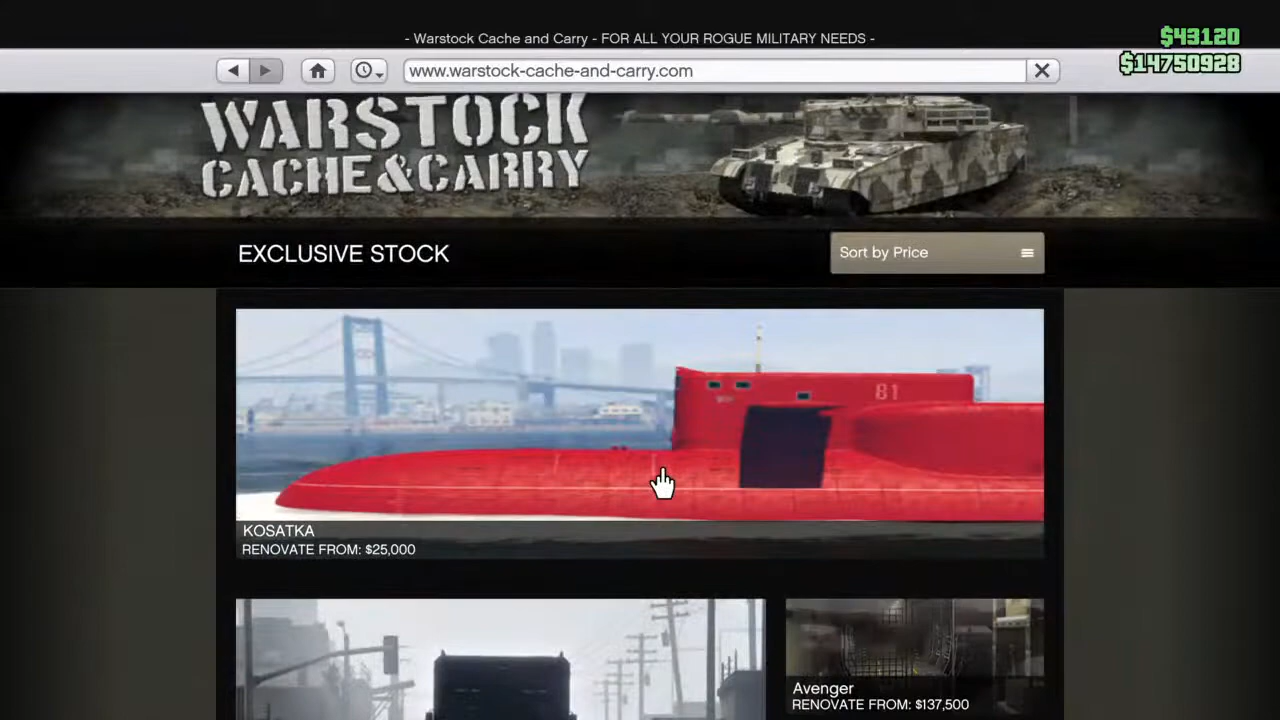 - Warstock Cache and Carry - FOR ALL YOUR ROGUE MILITARY NEEDS -
$43120
$14750928
www.warstock-cache-and-carry.com
WARSTOCK
CACHE&CARRY
EXCLUSIVE STOCK
Sort by Price
81
KOSATKA
RENOVATE FROM: $25,000
Avenger
RENOVATE FROM: $137,500